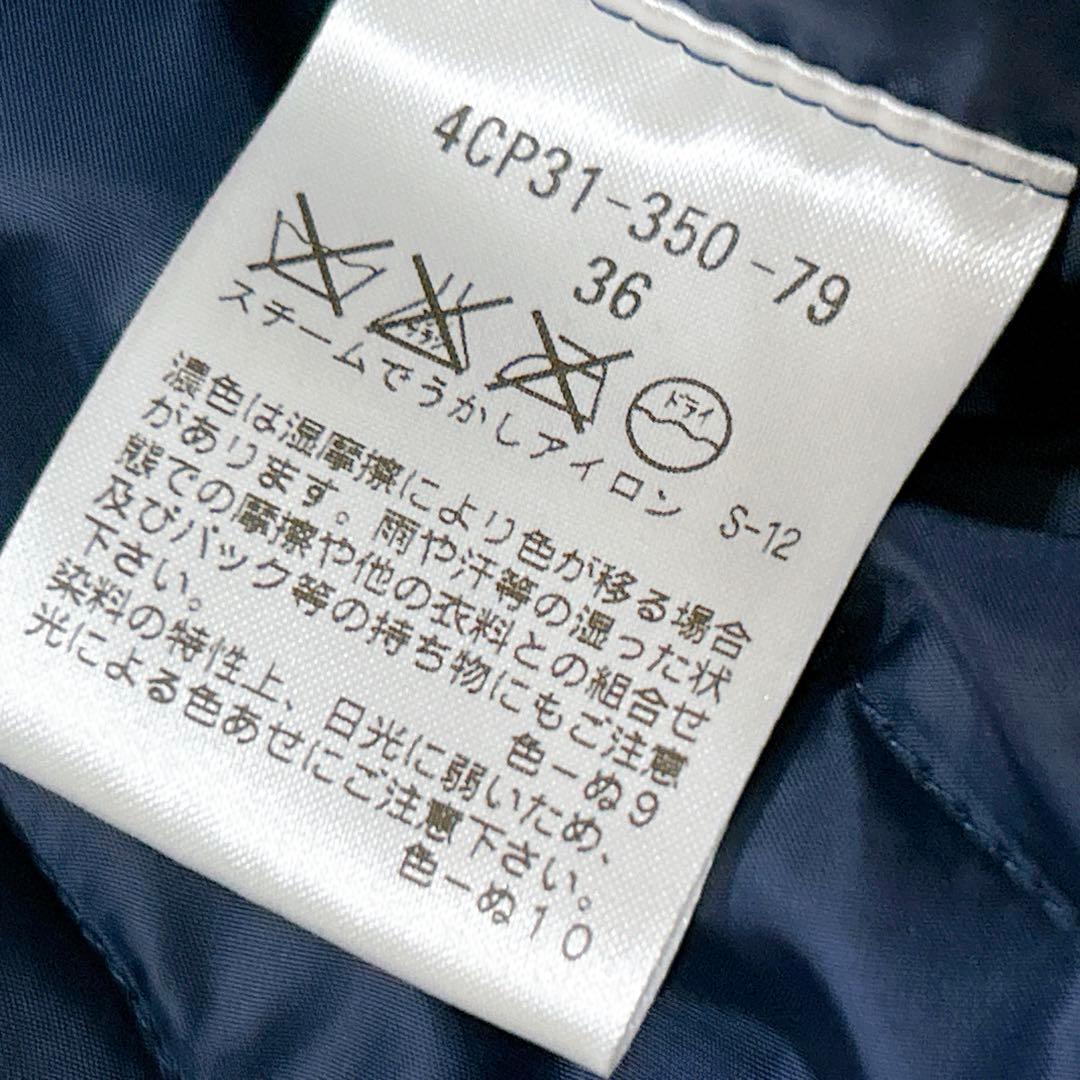 4CP31-350-79
36
ドライ
スチームでうかしアイロン S-12
濃色は湿摩擦により色が移る場合
があります。雨や汗等の湿った状
態での摩擦や他の衣料との組合せ
及びバック等の持ち物にもご注意
下さい。 色ーぬ9
染料の特性上、日光に弱いため、
光による色あせにご注意下さい。
色ーぬ10